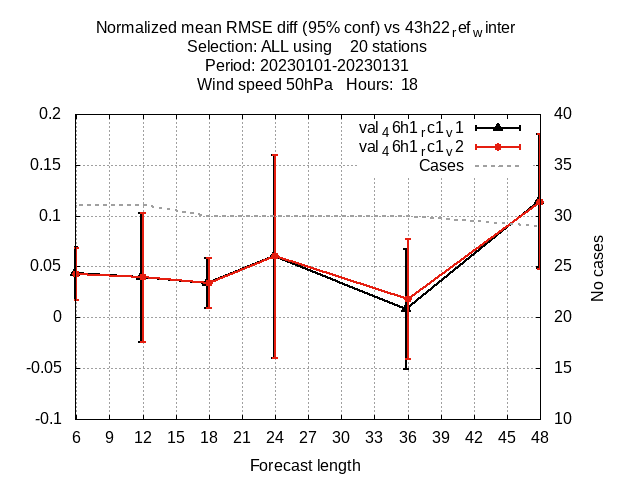 Normalized mean RMSE diff (95% conf) vs 43h22refwinter
Selection: ALL using 20 stations
Period: 20230101-20230131
Wind speed 50hPa Hours: 18
val46h1rc1v1
val46h1rc1v2
Cases
0.2
0.15
0.1
0.05
0
-0.05
-0.1
40
35
30
25
20
15
10
No cases
6 9 12 15 18 21 24 27 30 33 36 39 42 45 48
Forecast length